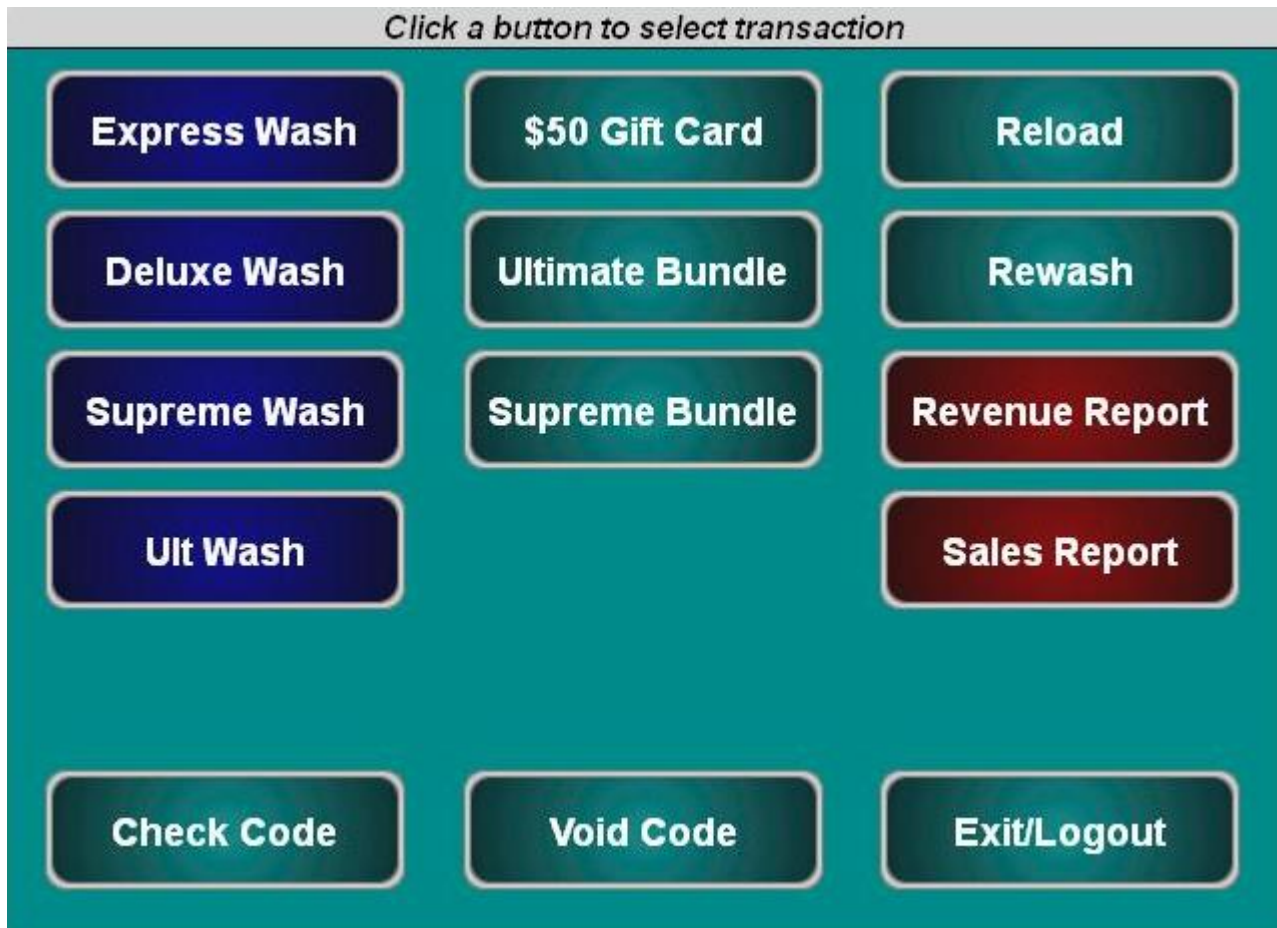 Click a button to select transaction
Express Wash
$50 Gift Card
Reload
Deluxe Wash
Ultimate Bundle
Rewash
Supreme Wash
Supreme Bundle
Revenue Report
Ult Wash
Sales Report
Check Code
Void Code
Exit/Logout